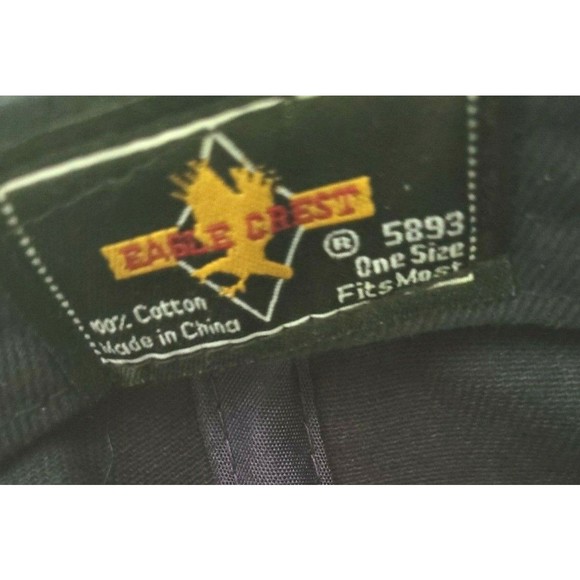 EAGLE CREST
®
5893
One Size
Fits Most
100% Cotton
Made in China